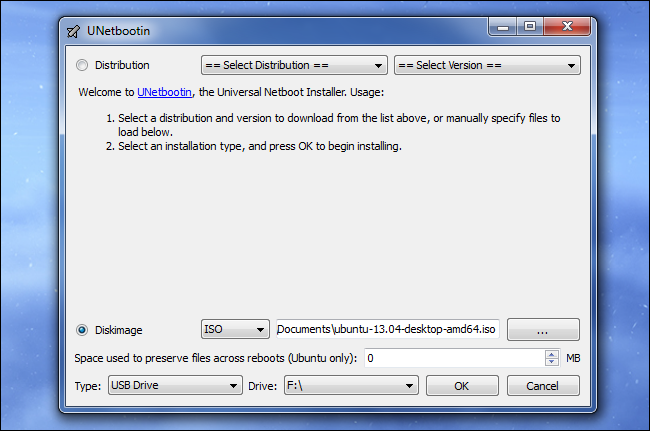 UNetbootin
Distribution == Select Distribution == == Select Version ==
Welcome to UNetbootin, the Universal Netboot Installer. Usage:
1. Select a distribution and version to download from the list above, or manually specify files to
load below.
2. Select an installation type, and press OK to begin installing.
Diskimage ISO Documents\ubuntu-13.04-desktop-amd64.iso ...
Space used to preserve files across reboots (Ubuntu only): 0 MB
Type: USB Drive Drive: F:\ OK Cancel